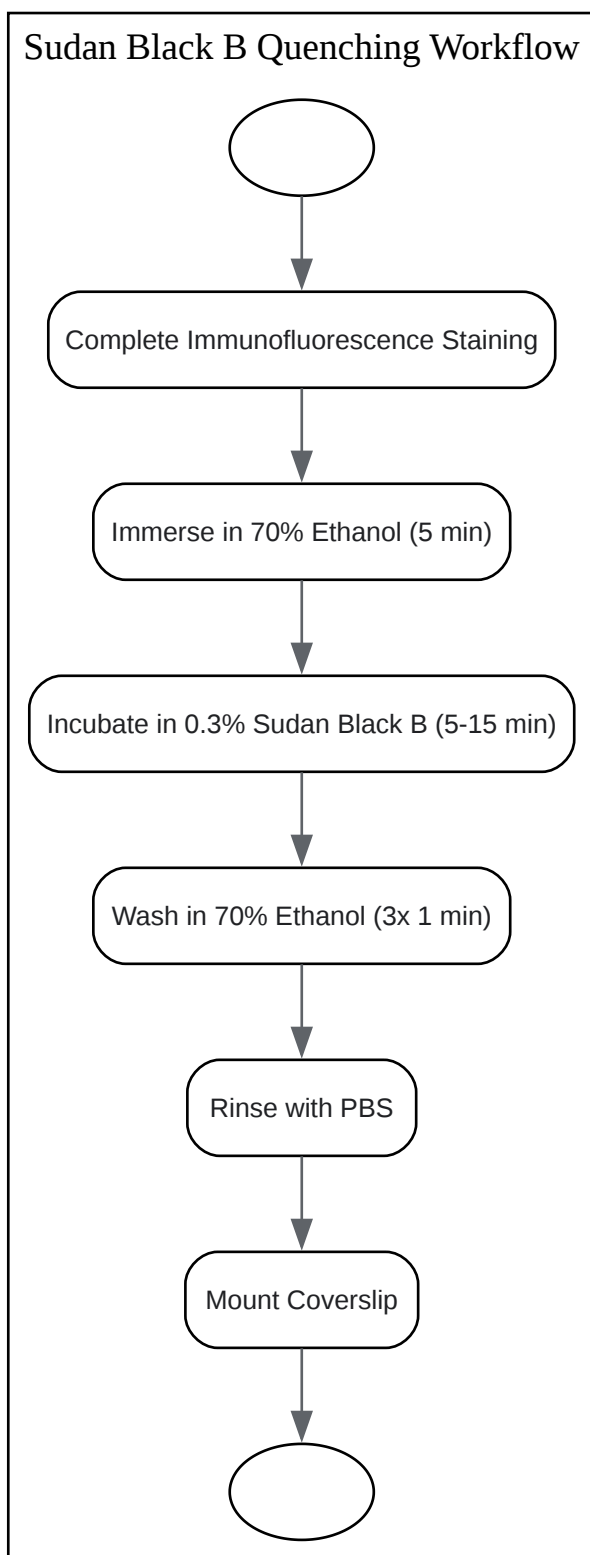 Sudan Black B Quenching Workflow
Complete Immunofluorescence Staining
Immerse in 70% Ethanol (5 min)
Incubate in 0.3% Sudan Black B (5-15 min)
Wash in 70% Ethanol (3x 1 min)
Rinse with PBS
Mount Coverslip